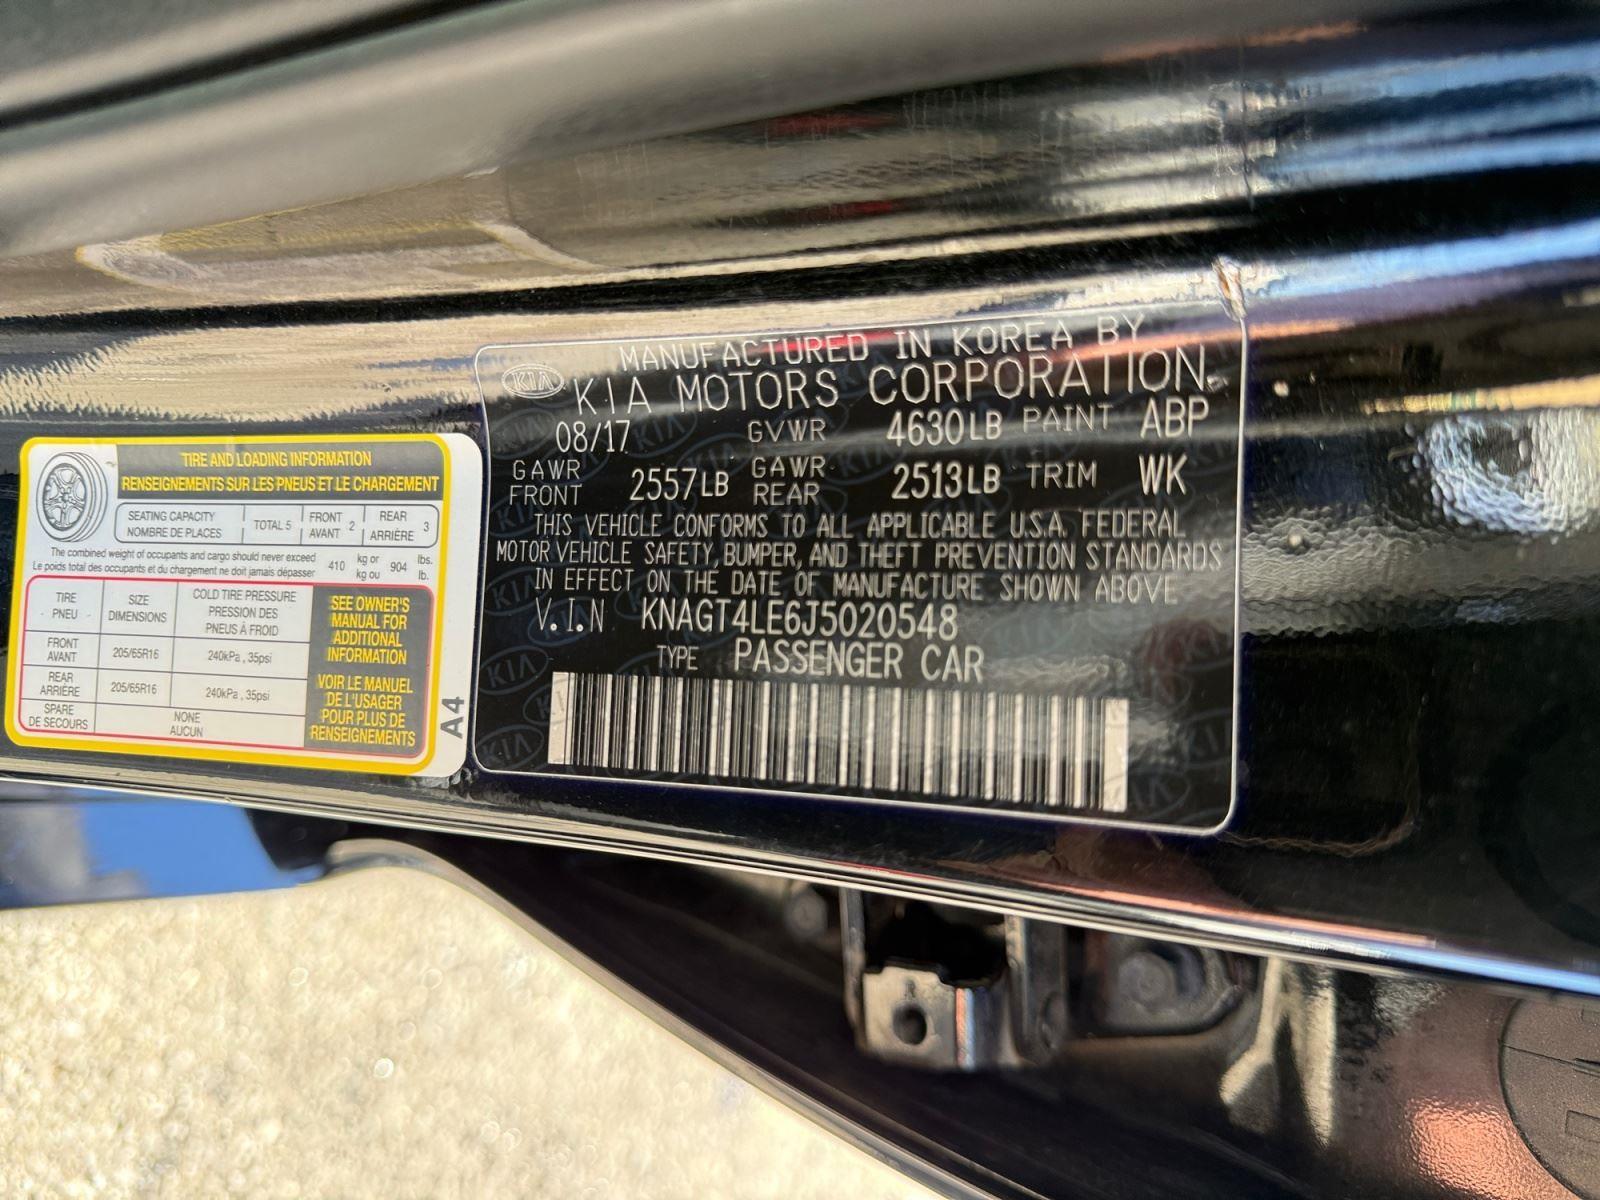 MANUFACTURED IN KOREA BY
KIA KIA MOTORS CORPORATION
08/17 GVWR 4630LB PAINT ABP
GAWR FRONT 2557LB GAWR REAR 2513LB TRIM WK
THIS VEHICLE CONFORMS TO ALL APPLICABLE U.S.A. FEDERAL
MOTOR VEHICLE SAFETY, BUMPER, AND THEFT PREVENTION STANDARDS
IN EFFECT ON THE DATE OF MANUFACTURE SHOWN ABOVE
V.I.N KNAGT4LE6J5020548
TYPE PASSENGER CAR
TIRE AND LOADING INFORMATION
RENSEIGNEMENTS SUR LES PNEUS ET LE CHARGEMENT
SEATING CAPACITY
NOMBRE DE PLACES
TOTAL 5
FRONT
AVANT 2
REAR
ARRIÈRE 3
The combined weight of occupants and cargo should never exceed 410 kg or 904 lbs.
Le poids total des occupants et du chargement ne doit jamais dépasser kg ou lb.
TIRE
PNEU
SIZE
DIMENSIONS
COLD TIRE PRESSURE
PRESSION DES
PNEUS À FROID
FRONT
AVANT
205/65R16
240kPa, 35psi
REAR
ARRIÈRE
205/65R16
240kPa, 35psi
SPARE
DE SECOURS
NONE
AUCUN
SEE OWNER'S
MANUAL FOR
ADDITIONAL
INFORMATION
VOIR LE MANUEL
DE L'USAGER
POUR PLUS DE
RENSEIGNEMENTS
A4